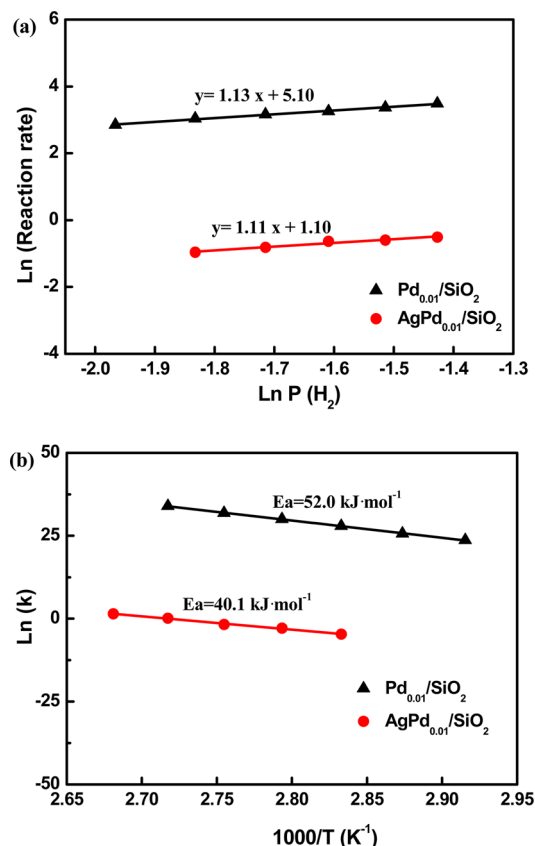 (a)
6
4
2
0
-2
-4
Ln (Reaction rate)
y= 1.13 x + 5.10
y= 1.11 x + 1.10
Pd0.01/SiO2
AgPd0.01/SiO2
-2.0 -1.9 -1.8 -1.7 -1.6 -1.5 -1.4 -1.3
Ln P (H2)
(b)
50
25
0
-25
-50
Ln (k)
Ea=52.0 kJ·mol-1
Ea=40.1 kJ·mol-1
Pd0.01/SiO2
AgPd0.01/SiO2
2.65 2.70 2.75 2.80 2.85 2.90 2.95
1000/T (K-1)